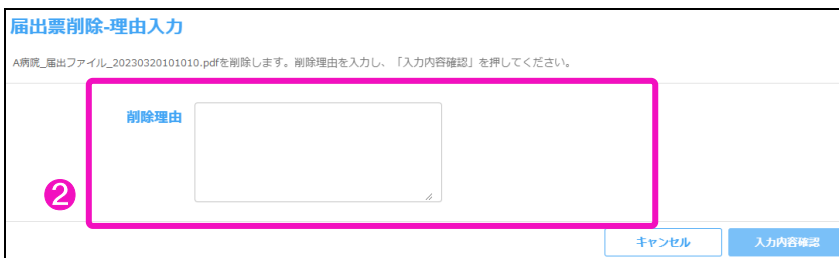 届出票削除-理由入力
A病院_届出ファイル_20230320101010.pdfを削除します。削除理由を入力し、「入力内容確認」を押してください。
削除理由
❷
キャンセル 入力内容確認